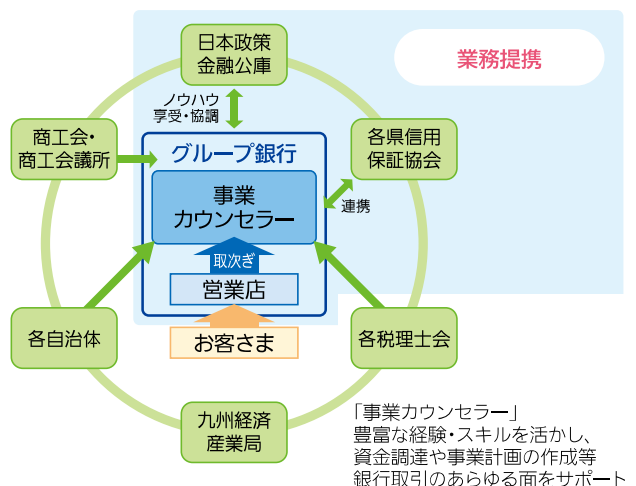 日本政策
金融公庫
業務提携
ノウハウ
享受・協調
商工会・
商工会議所
グループ銀行
各県信用
保証協会
事業
カウンセラー
連携
取次ぎ
営業店
各自治体
お客さま
各税理士会
九州経済
産業局
「事業カウンセラー」
豊富な経験・スキルを活かし、
資金調達や事業計画の作成等
銀行取引のあらゆる面をサポート